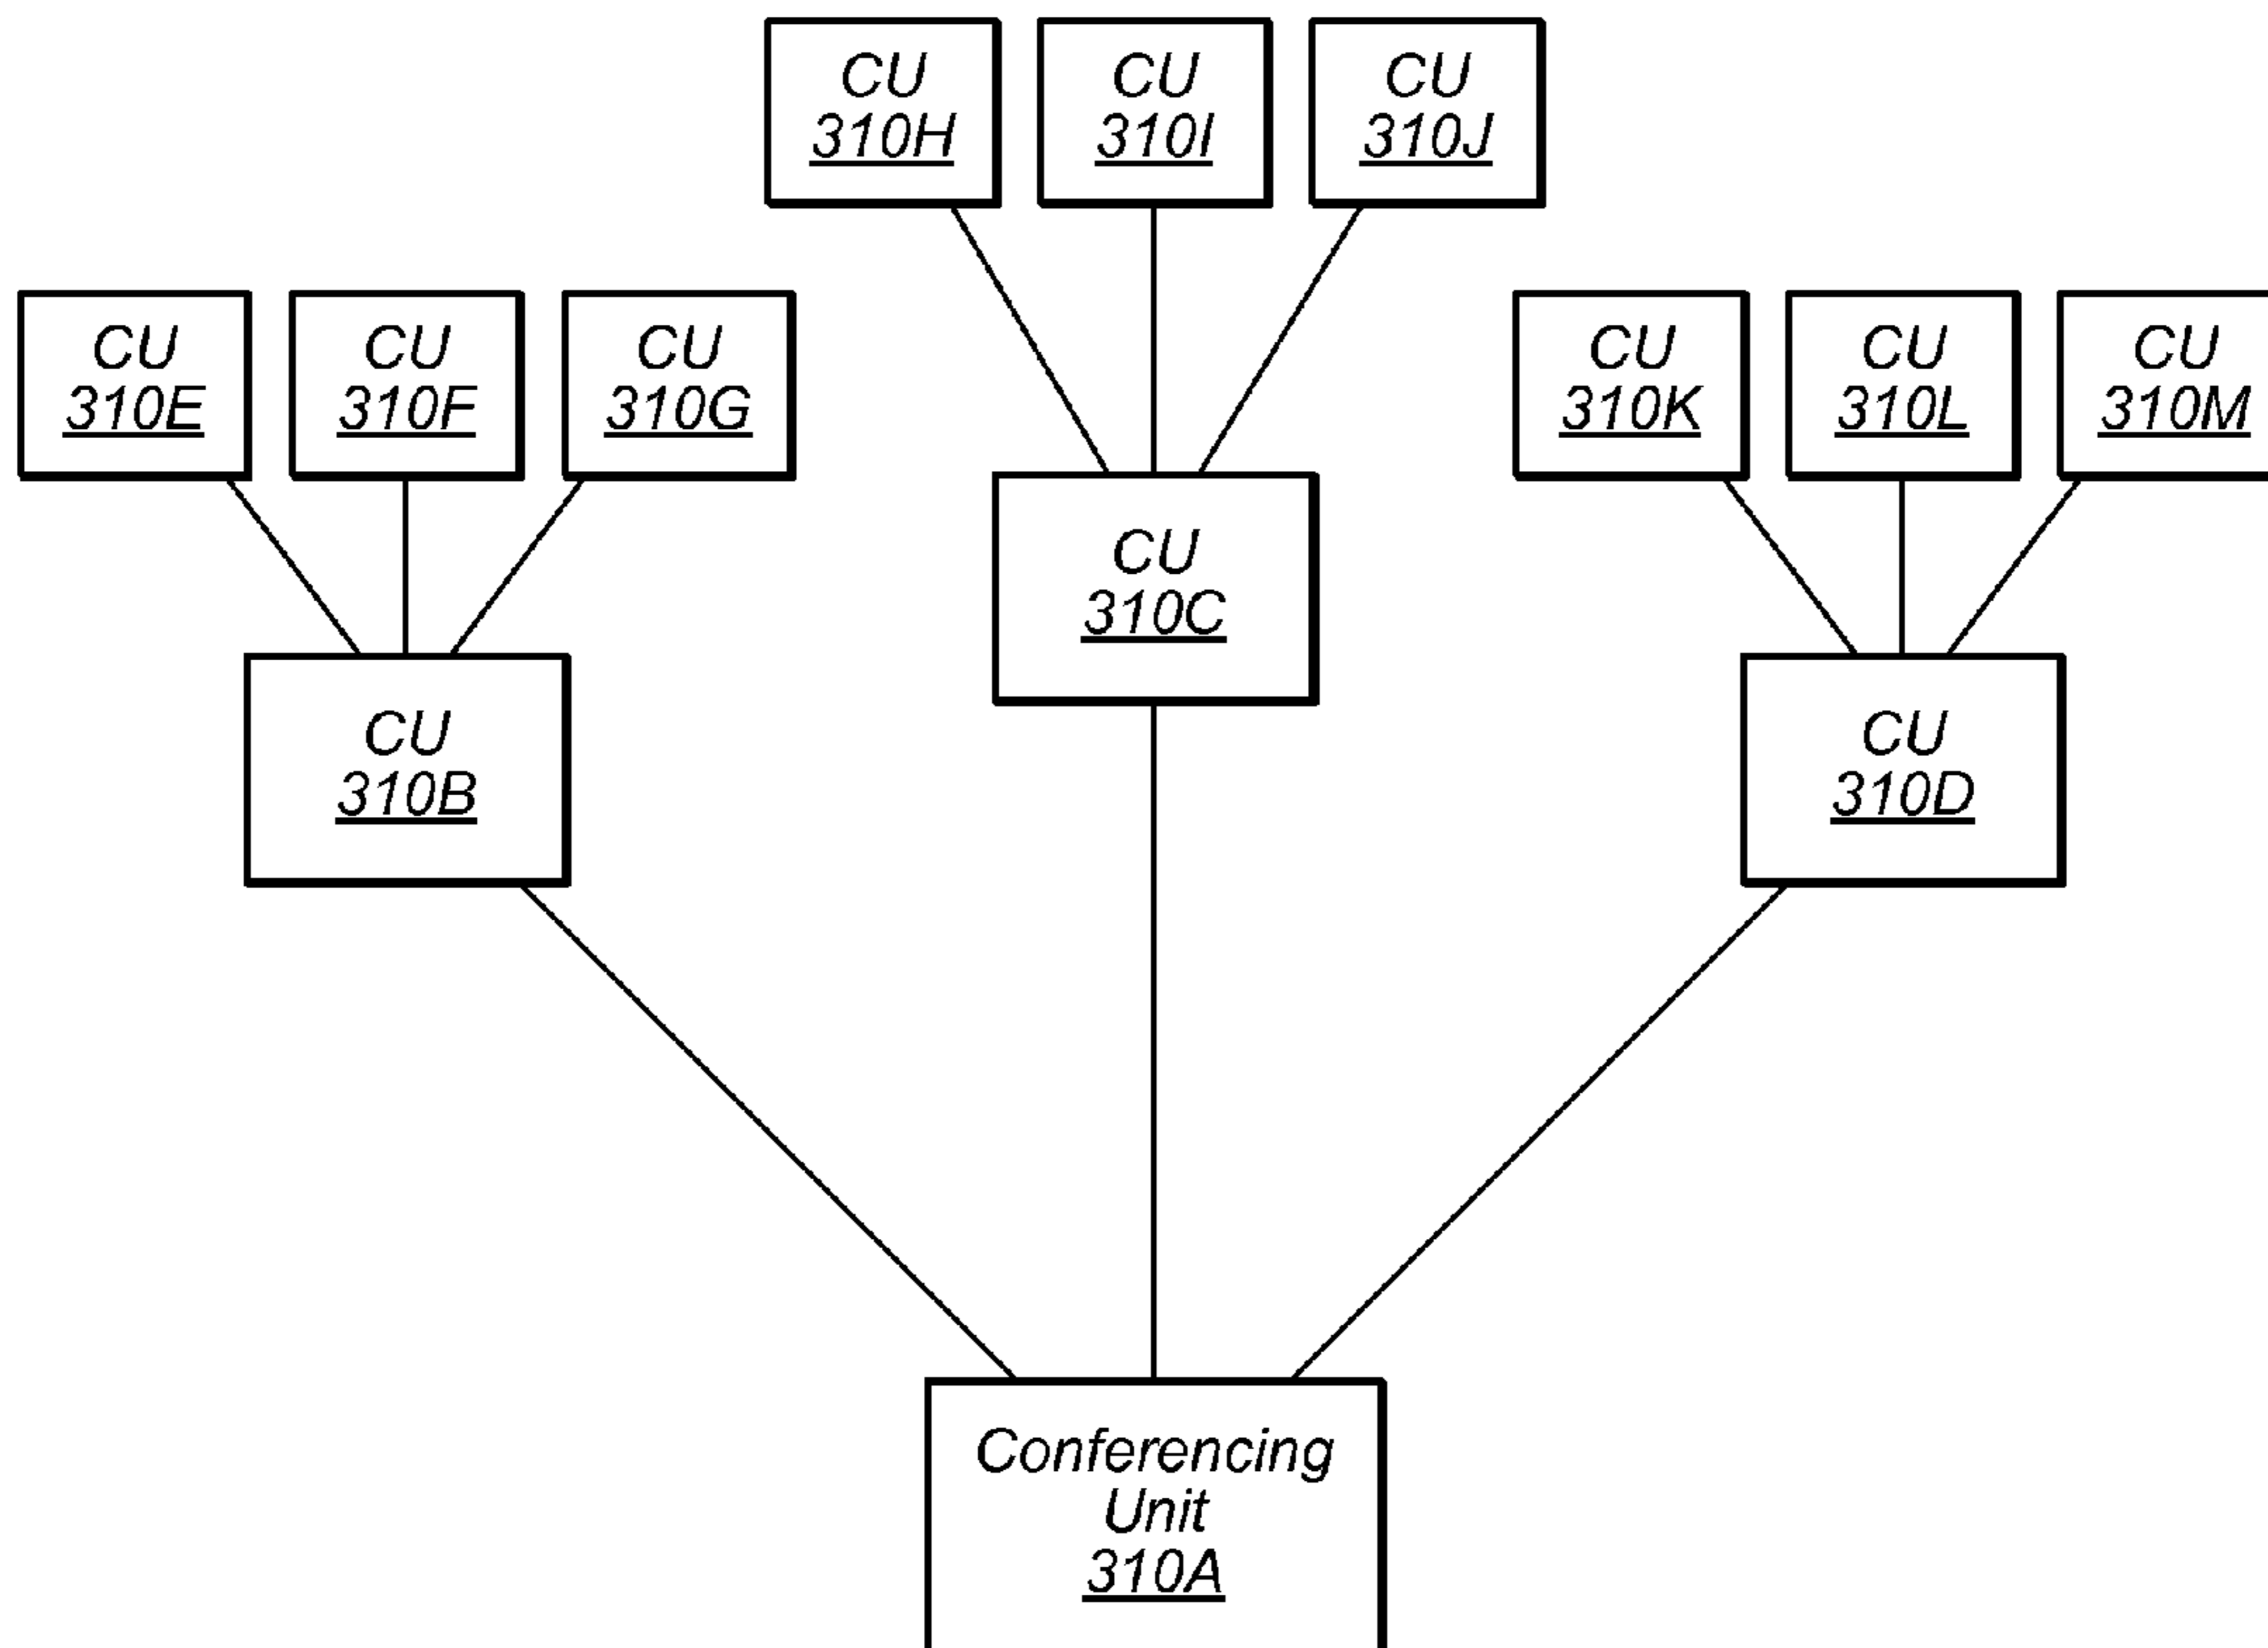 CU
310H
CU
310I
CU
310J
CU
310E
CU
310F
CU
310G
CU
310K
CU
310L
CU
310M
CU
310C
CU
310B
CU
310D
Conferencing
Unit
310A